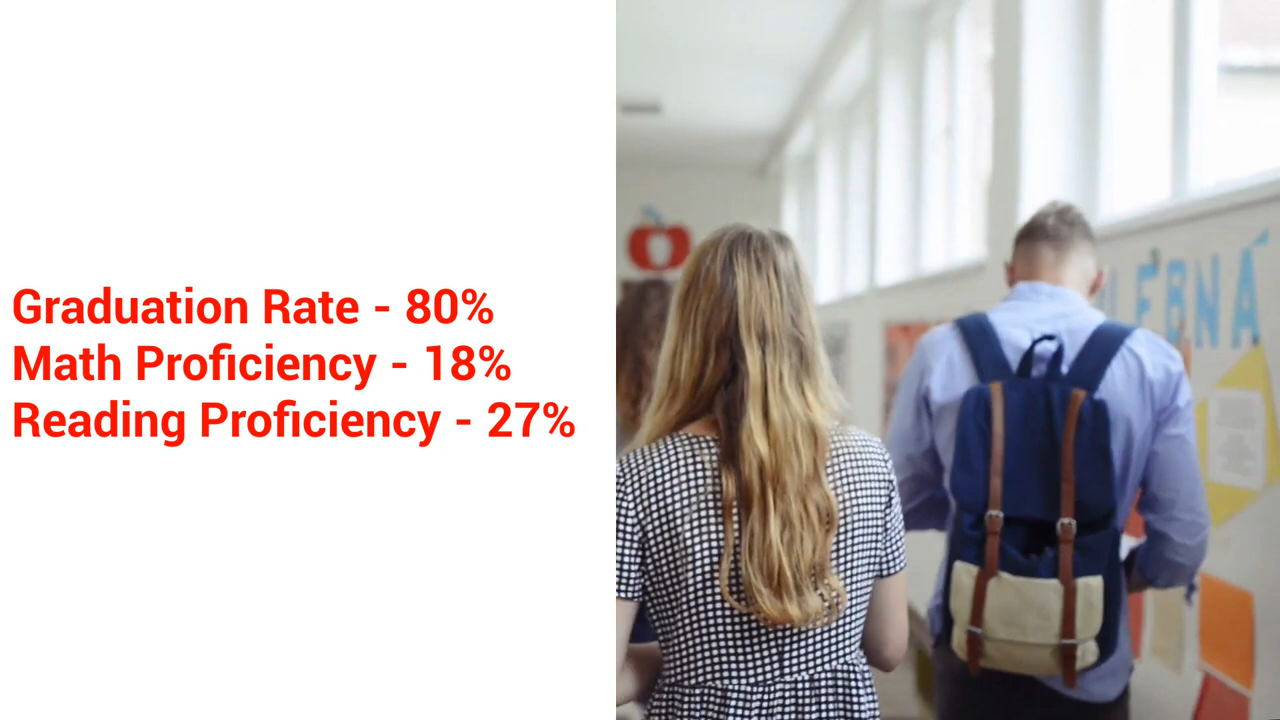 Graduation Rate - 80%
Math Proficiency - 18%
Reading Proficiency - 27%